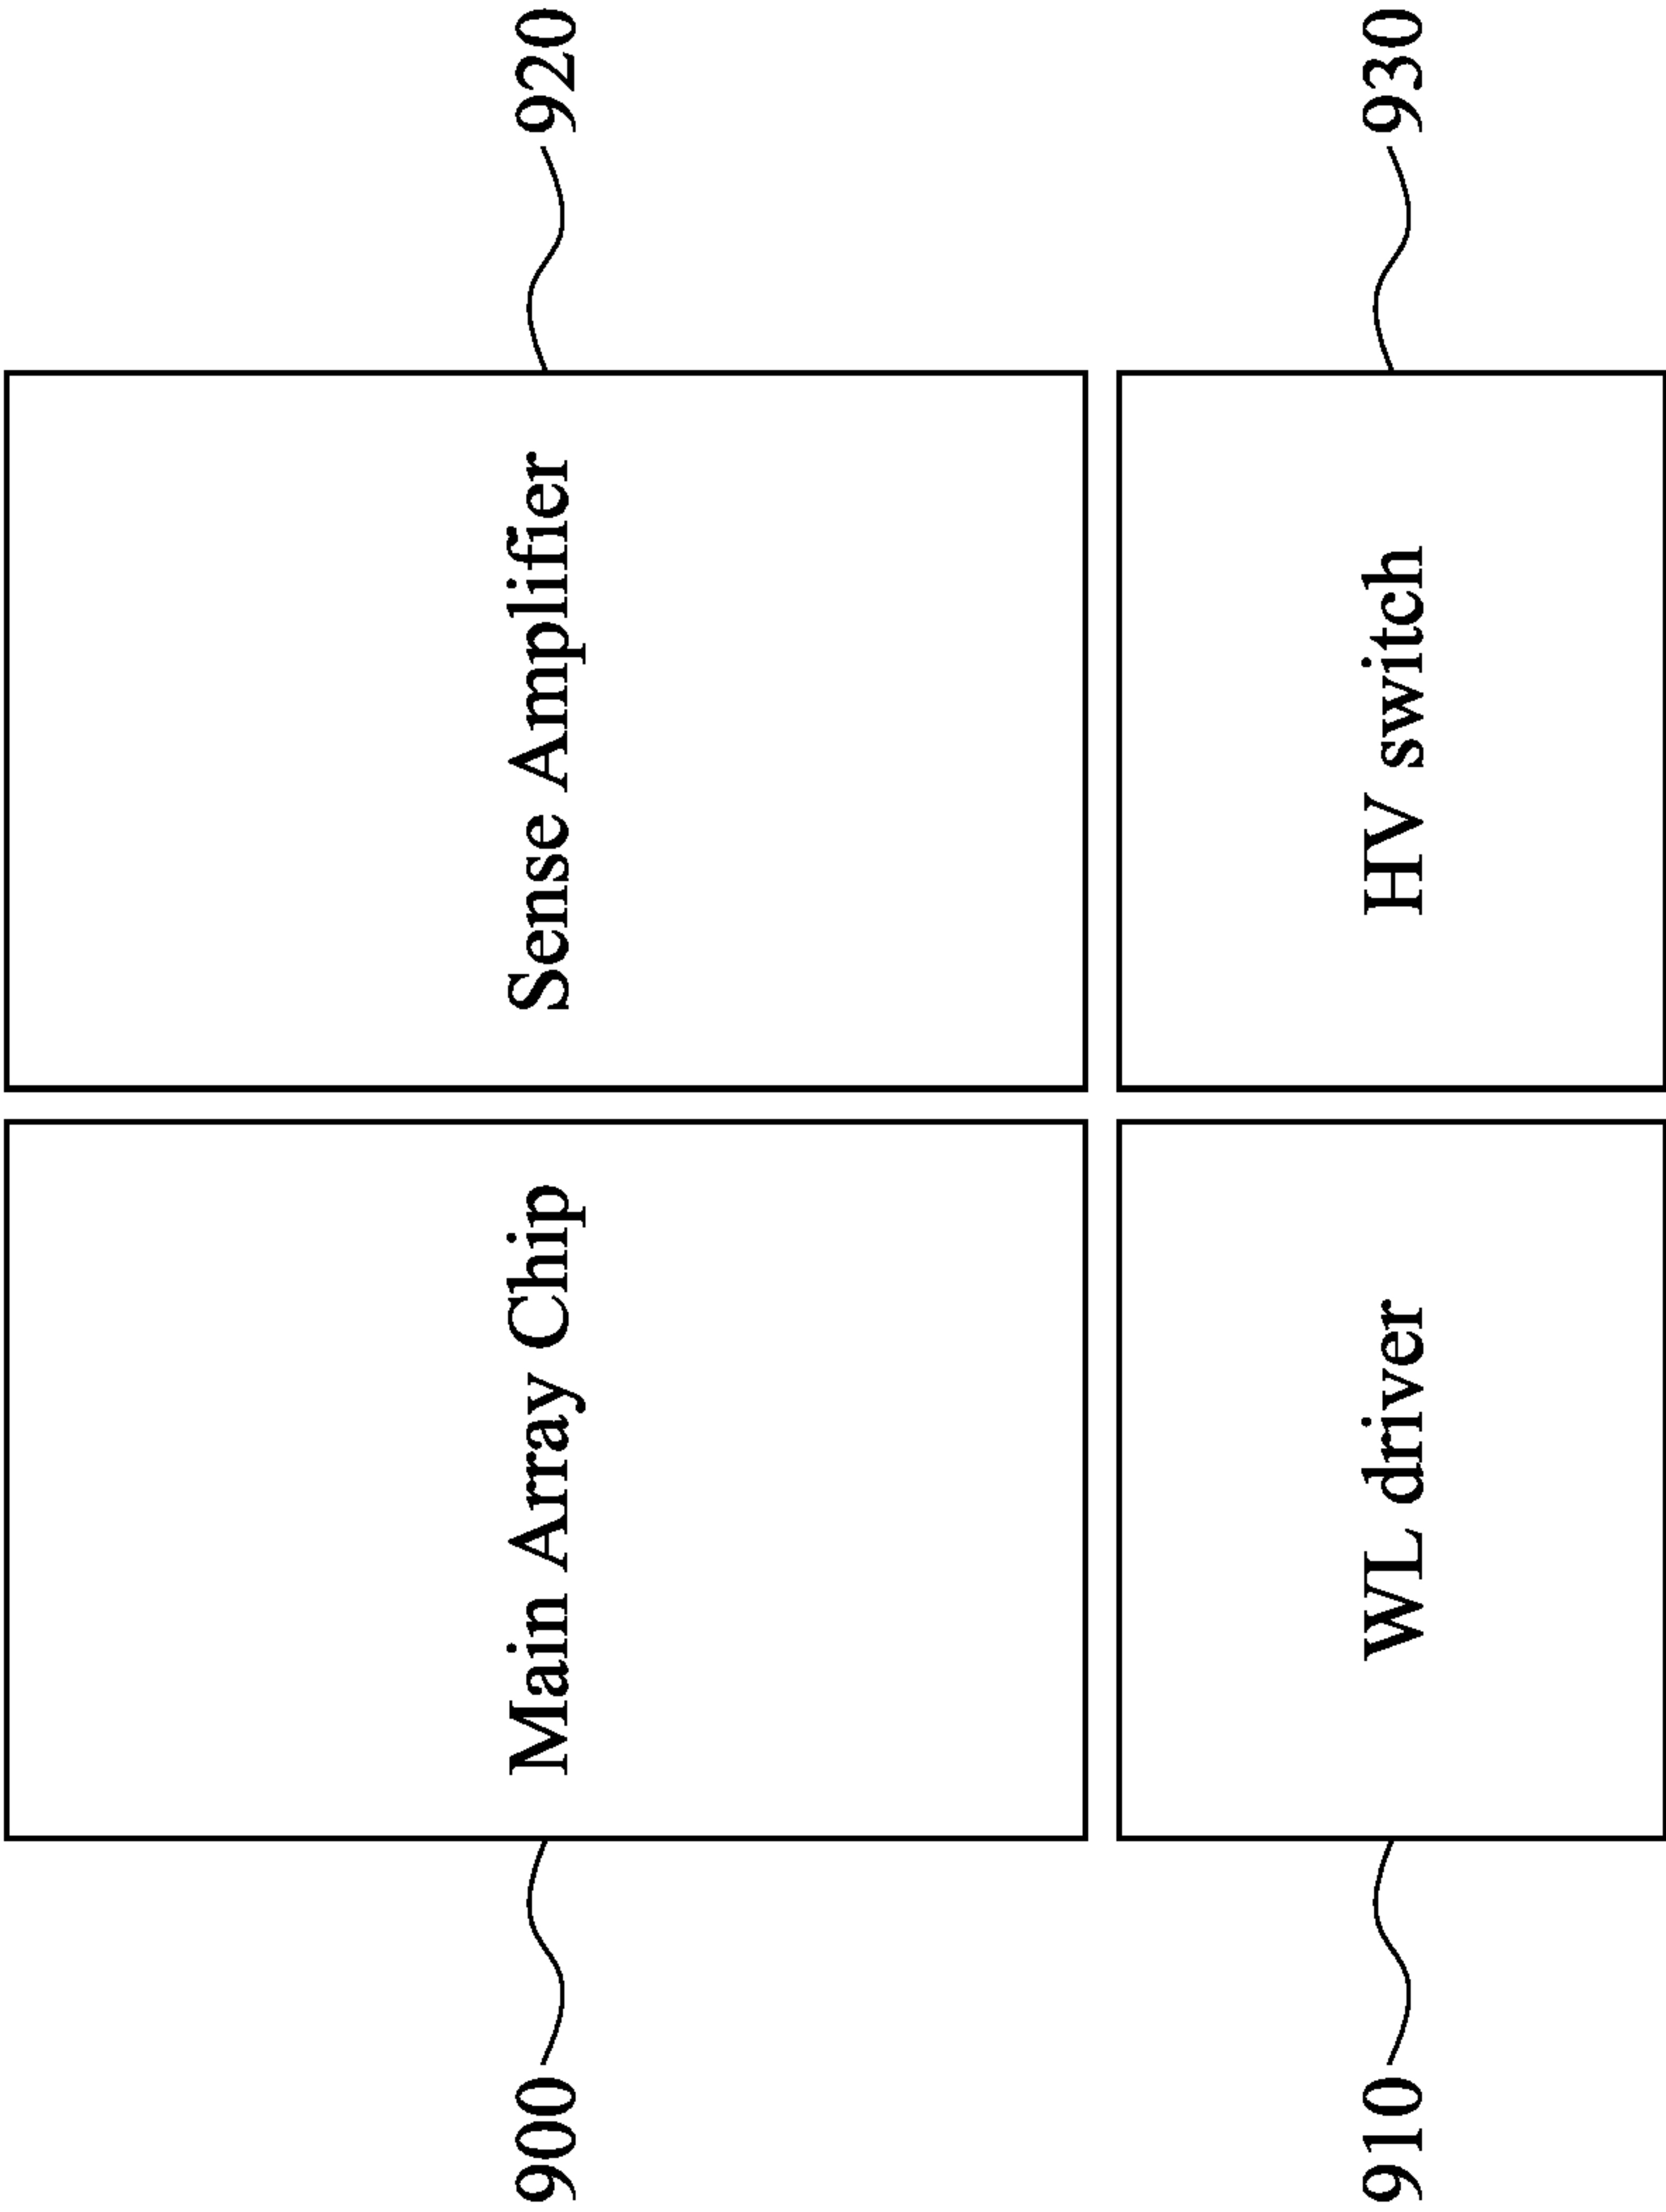 900
Main Array Chip
Sense Amplifier
920
910
WL driver
HV switch
930